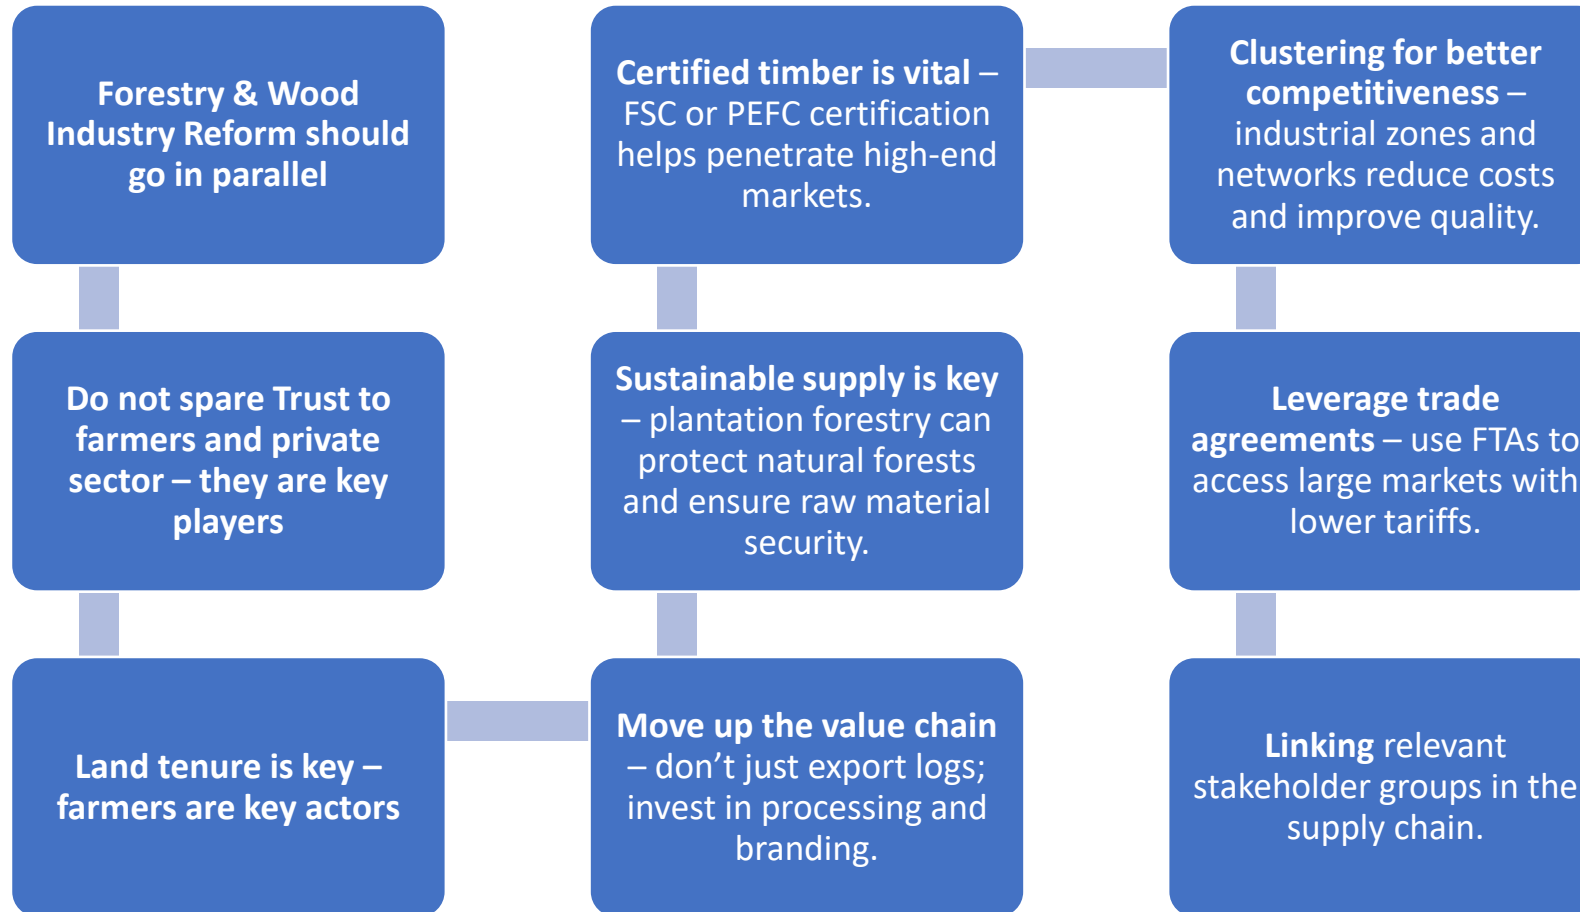 Forestry & Wood
Industry Reform should
go in parallel
Do not spare Trust to
farmers and private
sector – they are key
players
Land tenure is key –
farmers are key actors
Move up the value chain
– don’t just export logs;
invest in processing and
branding.
Sustainable supply is key
– plantation forestry can
protect natural forests
and ensure raw material
security.
Certified timber is vital –
FSC or PEFC certification
helps penetrate high-end
markets.
Clustering for better
competitiveness –
industrial zones and
networks reduce costs
and improve quality.
Leverage trade
agreements – use FTAs to
access large markets with
lower tariffs.
Linking relevant
stakeholder groups in the
supply chain.